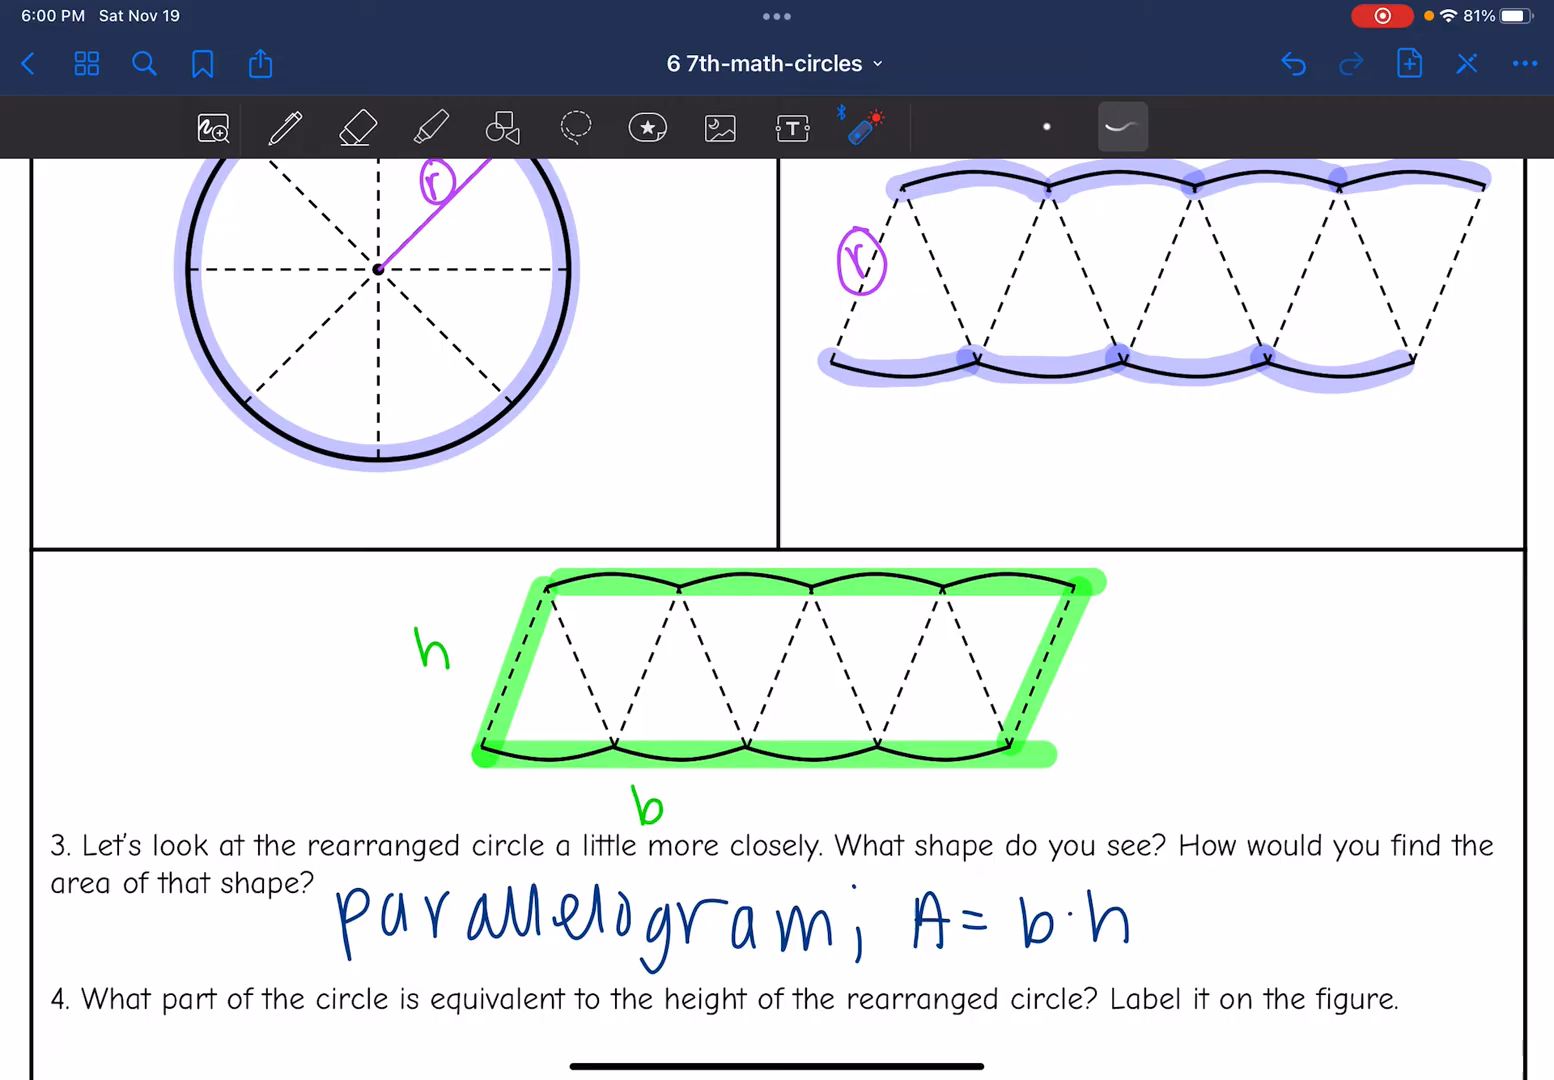 6:00 PM Sat Nov 19
81%
6 7th-math-circles
T
r
r
h
b
3. Let's look at the rearranged circle a little more closely. What shape do you see? How would you find the
area of that shape?
parallelogram; A = b·h
4. What part of the circle is equivalent to the height of the rearranged circle? Label it on the figure.